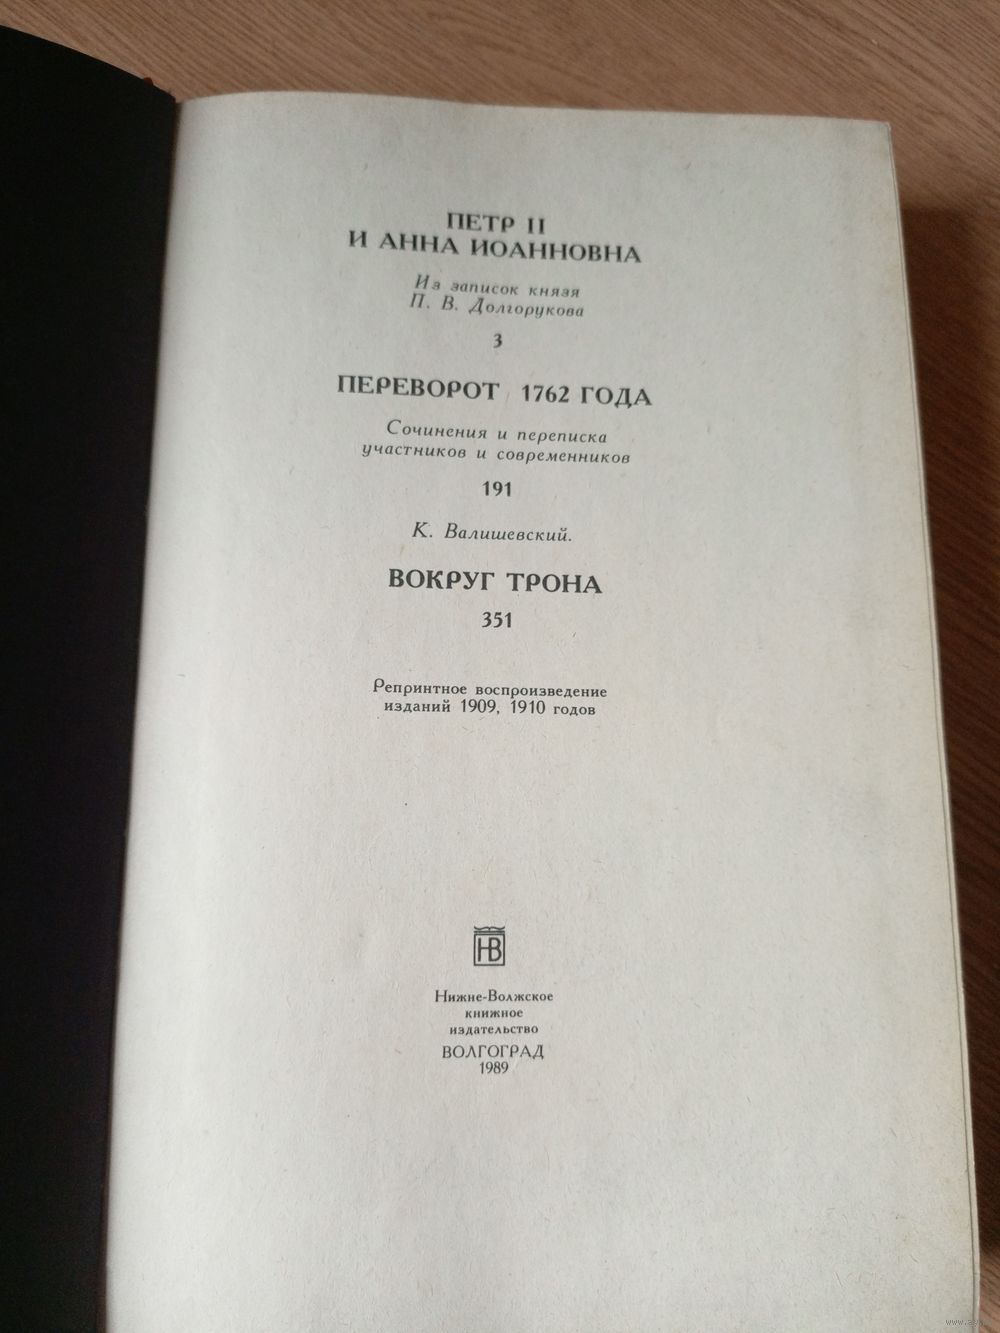 ПЕТР II
И АННА ИОАННОВНА
Из записок князя
П. В. Долгорукова
3
ПЕРЕВОРОТ 1762 ГОДА
Сочинения и переписка
участников и современников
191
К. Валишевский.
ВОКРУГ ТРОНА
351
Репринтное воспроизведение
изданий 1909, 1910 годов
НВ
Нижне-Волжское
книжное
издательство
ВОЛГОГРАД
1989